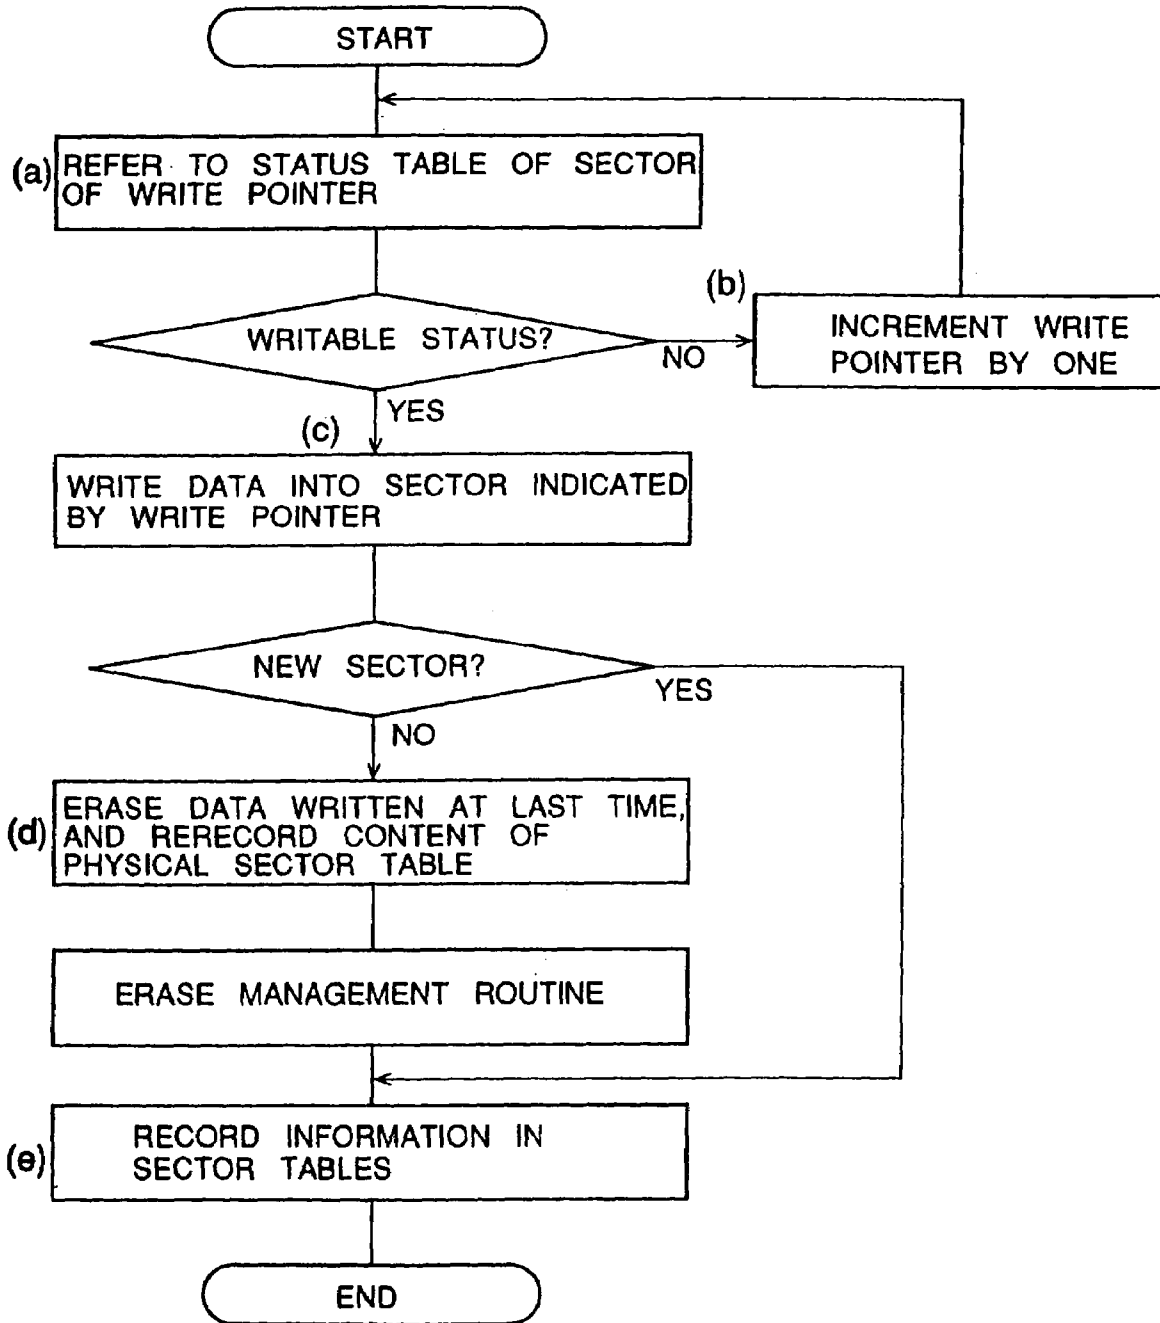 START
(a)
REFER TO STATUS TABLE OF SECTOR
OF WRITE POINTER
WRITABLE STATUS?
NO
(b)
INCREMENT WRITE
POINTER BY ONE
YES
(c)
WRITE DATA INTO SECTOR INDICATED
BY WRITE POINTER
NEW SECTOR?
YES
NO
(d)
ERASE DATA WRITTEN AT LAST TIME,
AND RERECORD CONTENT OF
PHYSICAL SECTOR TABLE
ERASE MANAGEMENT ROUTINE
(e)
RECORD INFORMATION IN
SECTOR TABLES
END